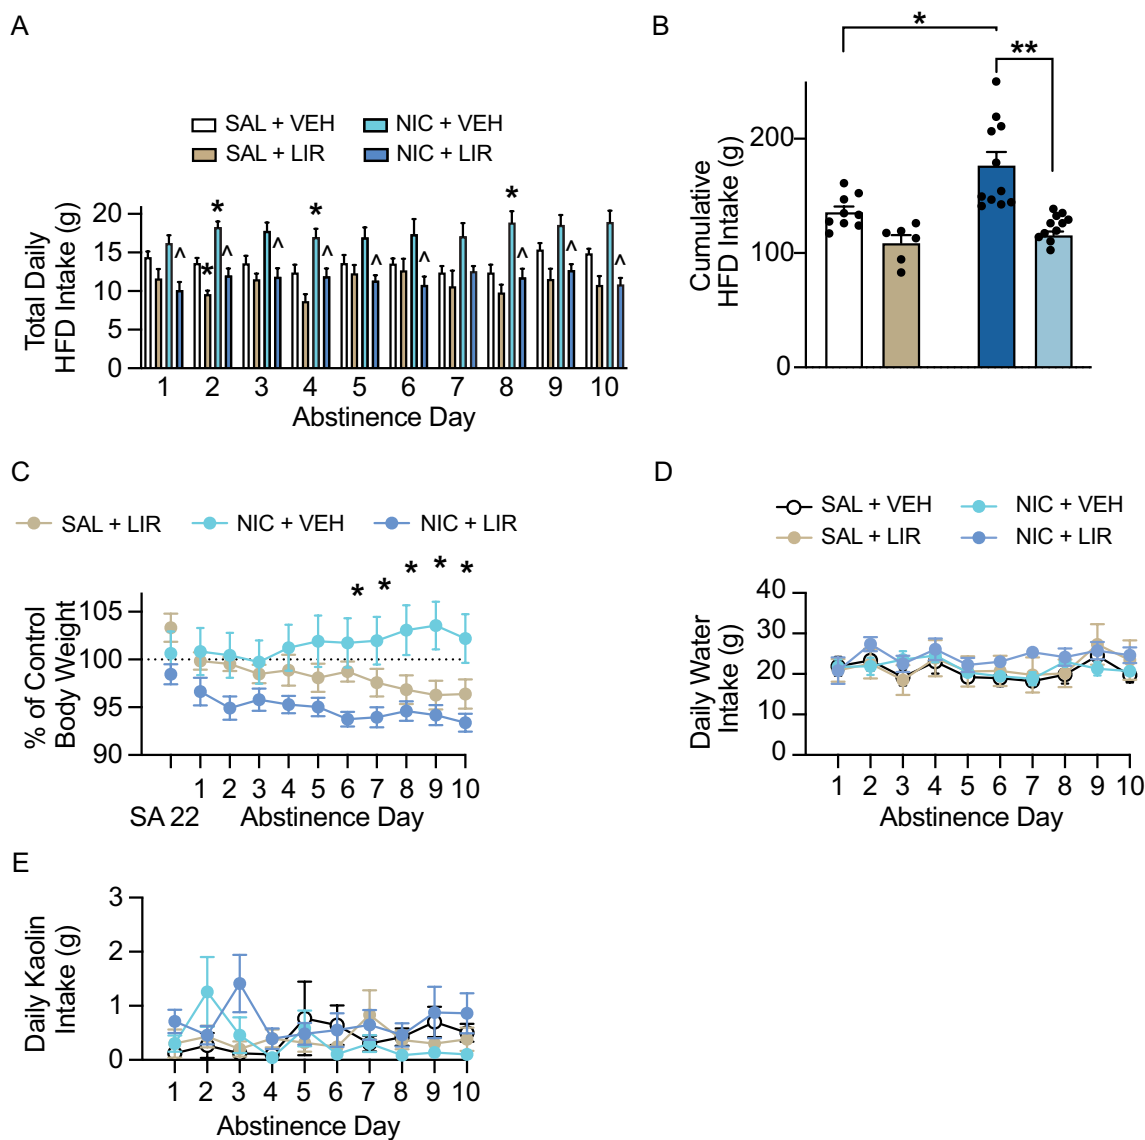 A
SAL + VEH NIC + VEH
SAL + LIR NIC + LIR
Total Daily
HFD Intake (g)
20
15
10
5
0
* * * *
^ ^ ^ ^ ^ ^ ^ ^ ^
1 2 3 4 5 6 7 8 9 10
Abstinence Day
B
*
**
Cumulative
HFD Intake (g)
200
100
0
C
SAL + LIR NIC + VEH NIC + LIR
* * * * *
% of Control
Body Weight
105
100
95
90
1 2 3 4 5 6 7 8 9 10
SA 22 Abstinence Day
D
SAL + VEH NIC + VEH
SAL + LIR NIC + LIR
Daily Water
Intake (g)
40
30
20
10
0
1 2 3 4 5 6 7 8 9 10
Abstinence Day
E
Daily Kaolin
Intake (g)
3
2
1
0
1 2 3 4 5 6 7 8 9 10
Abstinence Day